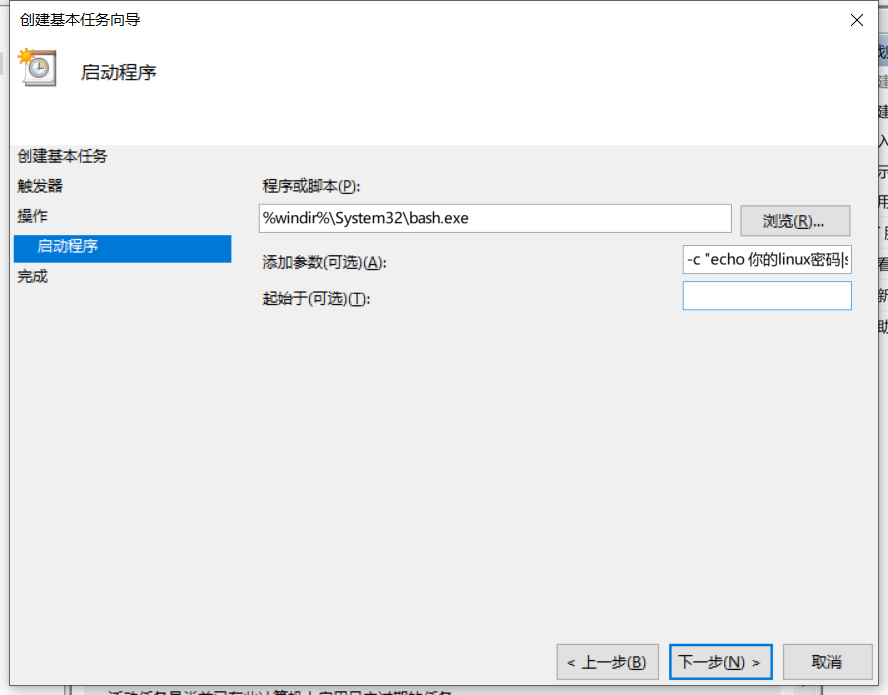 创建基本任务向导
启动程序
创建基本任务
触发器
操作
启动程序
完成
程序或脚本(P):
%windir%\System32\bash.exe
浏览(R)...
添加参数(可选)(A):
-c "echo 你的linux密码|s
起始于(可选)(T):
< 上一步(B)
下一步(N) >
取消